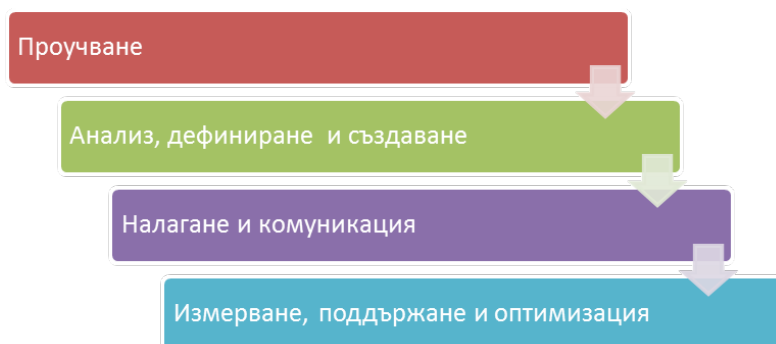 Проучване
Анализ, дефиниране и създаване
Налагане и комуникация
Измерване, поддържане и оптимизация